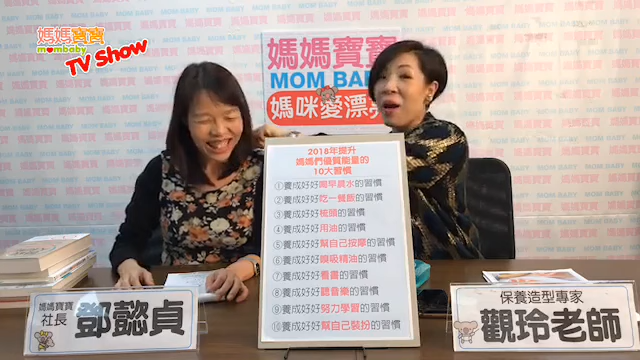 媽媽寶寶
mombaby
TV Show
媽媽寶寶
MOM BABY
媽咪愛漂亮
2018年提升
媽媽們優質能量的
10大習慣
①養成好好喝早晨水的習慣
②養成好好吃一餐飯的習慣
③養成好好梳頭的習慣
④養成好好用油的習慣
⑤養成好好幫自己按摩的習慣
⑥養成好好嗅吸精油的習慣
⑦養成好好看書的習慣
⑧養成好好聽音樂的習慣
⑨養成好好努力學習的習慣
⑩養成好好幫自己裝扮的習慣
媽媽寶寶
社長
鄧懿貞
保養造型專家
觀玲老師